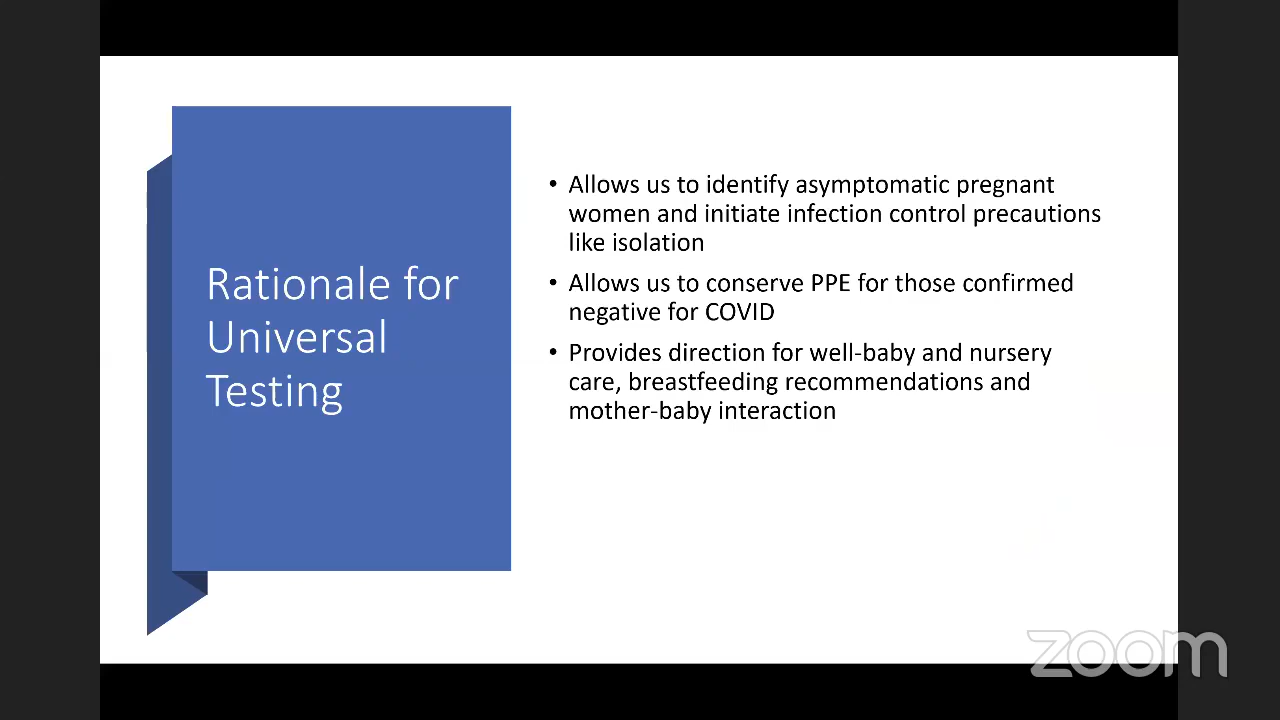 Rationale for
Universal
Testing
• Allows us to identify asymptomatic pregnant
women and initiate infection control precautions
like isolation
• Allows us to conserve PPE for those confirmed
negative for COVID
• Provides direction for well-baby and nursery
care, breastfeeding recommendations and
mother-baby interaction
zoom